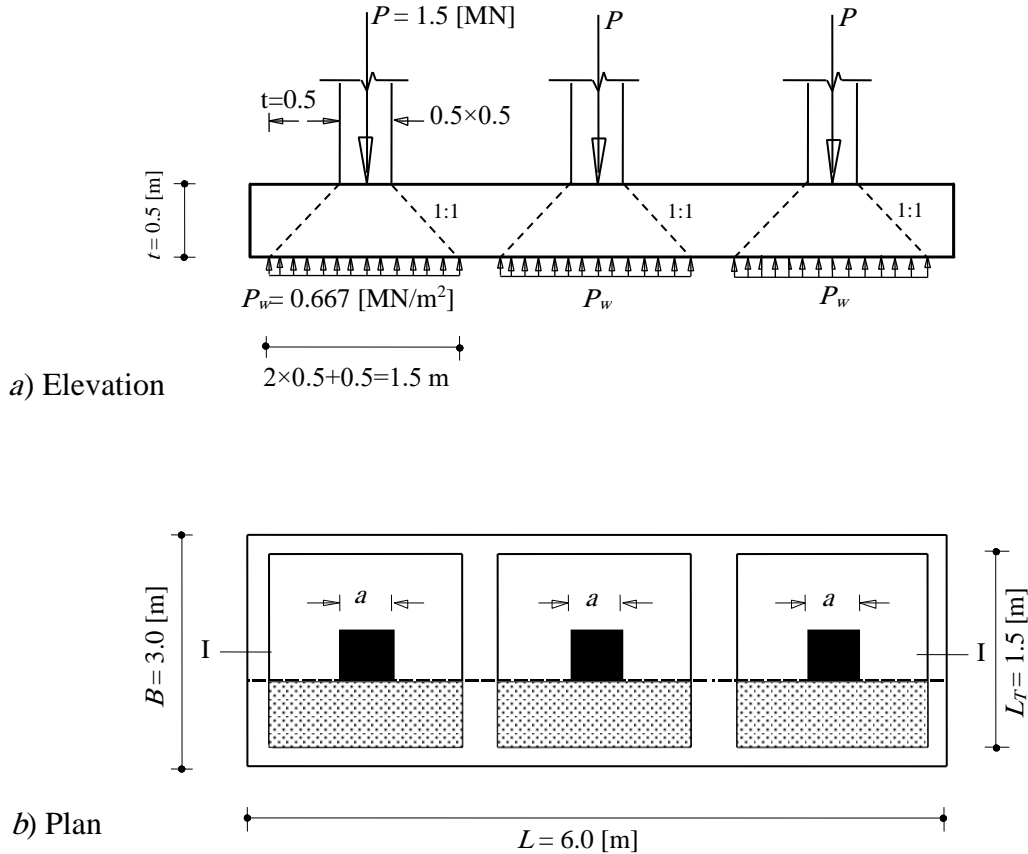 P = 1.5 [MN]
P
P
t=0.5
0.5×0.5
t = 0.5 [m]
1:1
1:1
1:1
P_w= 0.667 [MN/m²]
P_w
P_w
2×0.5+0.5=1.5 m
a) Elevation
a
a
a
I
I
B = 3.0 [m]
L_T = 1.5 [m]
b) Plan
L = 6.0 [m]